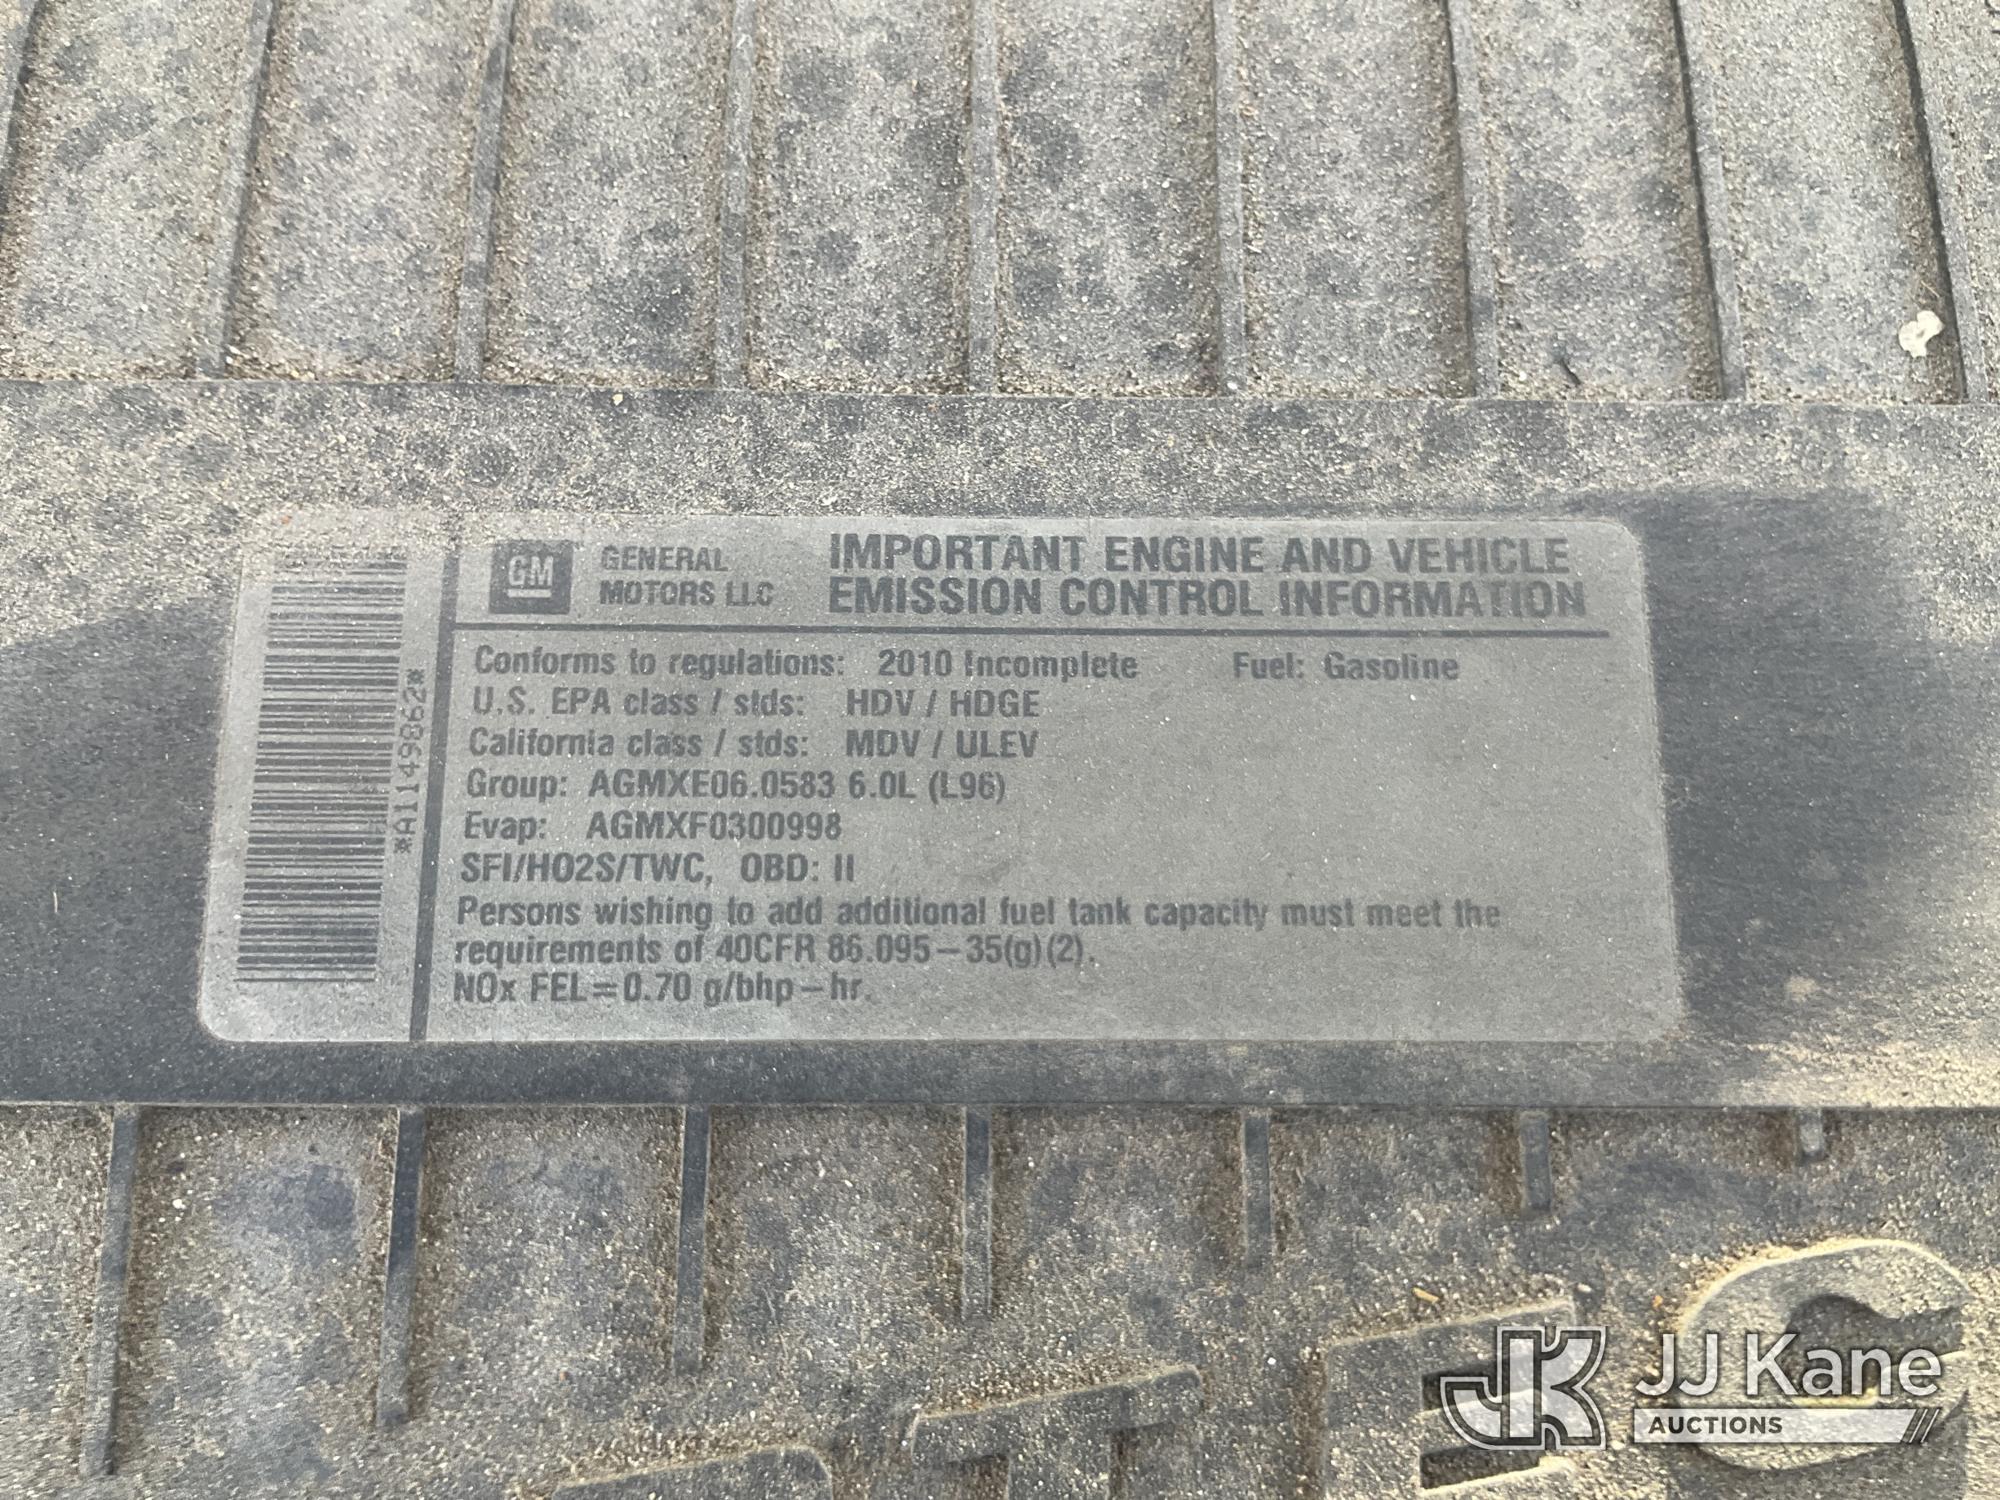 GM GENERAL MOTORS LLC
IMPORTANT ENGINE AND VEHICLE
EMISSION CONTROL INFORMATION
Conforms to regulations: 2010 Incomplete Fuel: Gasoline
U.S. EPA class / stds: HDV / HDGE
California class / stds: MDV / ULEV
Group: AGMXE06.0583 6.0L (L96)
Evap: AGMXF0300998
SFI/HO2S/TWC, OBD: II
Persons wishing to add additional fuel tank capacity must meet the
requirements of 40CFR 86.095-35(g)(2).
NOx FEL=0.70 g/bhp-hr.
*A1149862*
JK JJ Kane
AUCTIONS